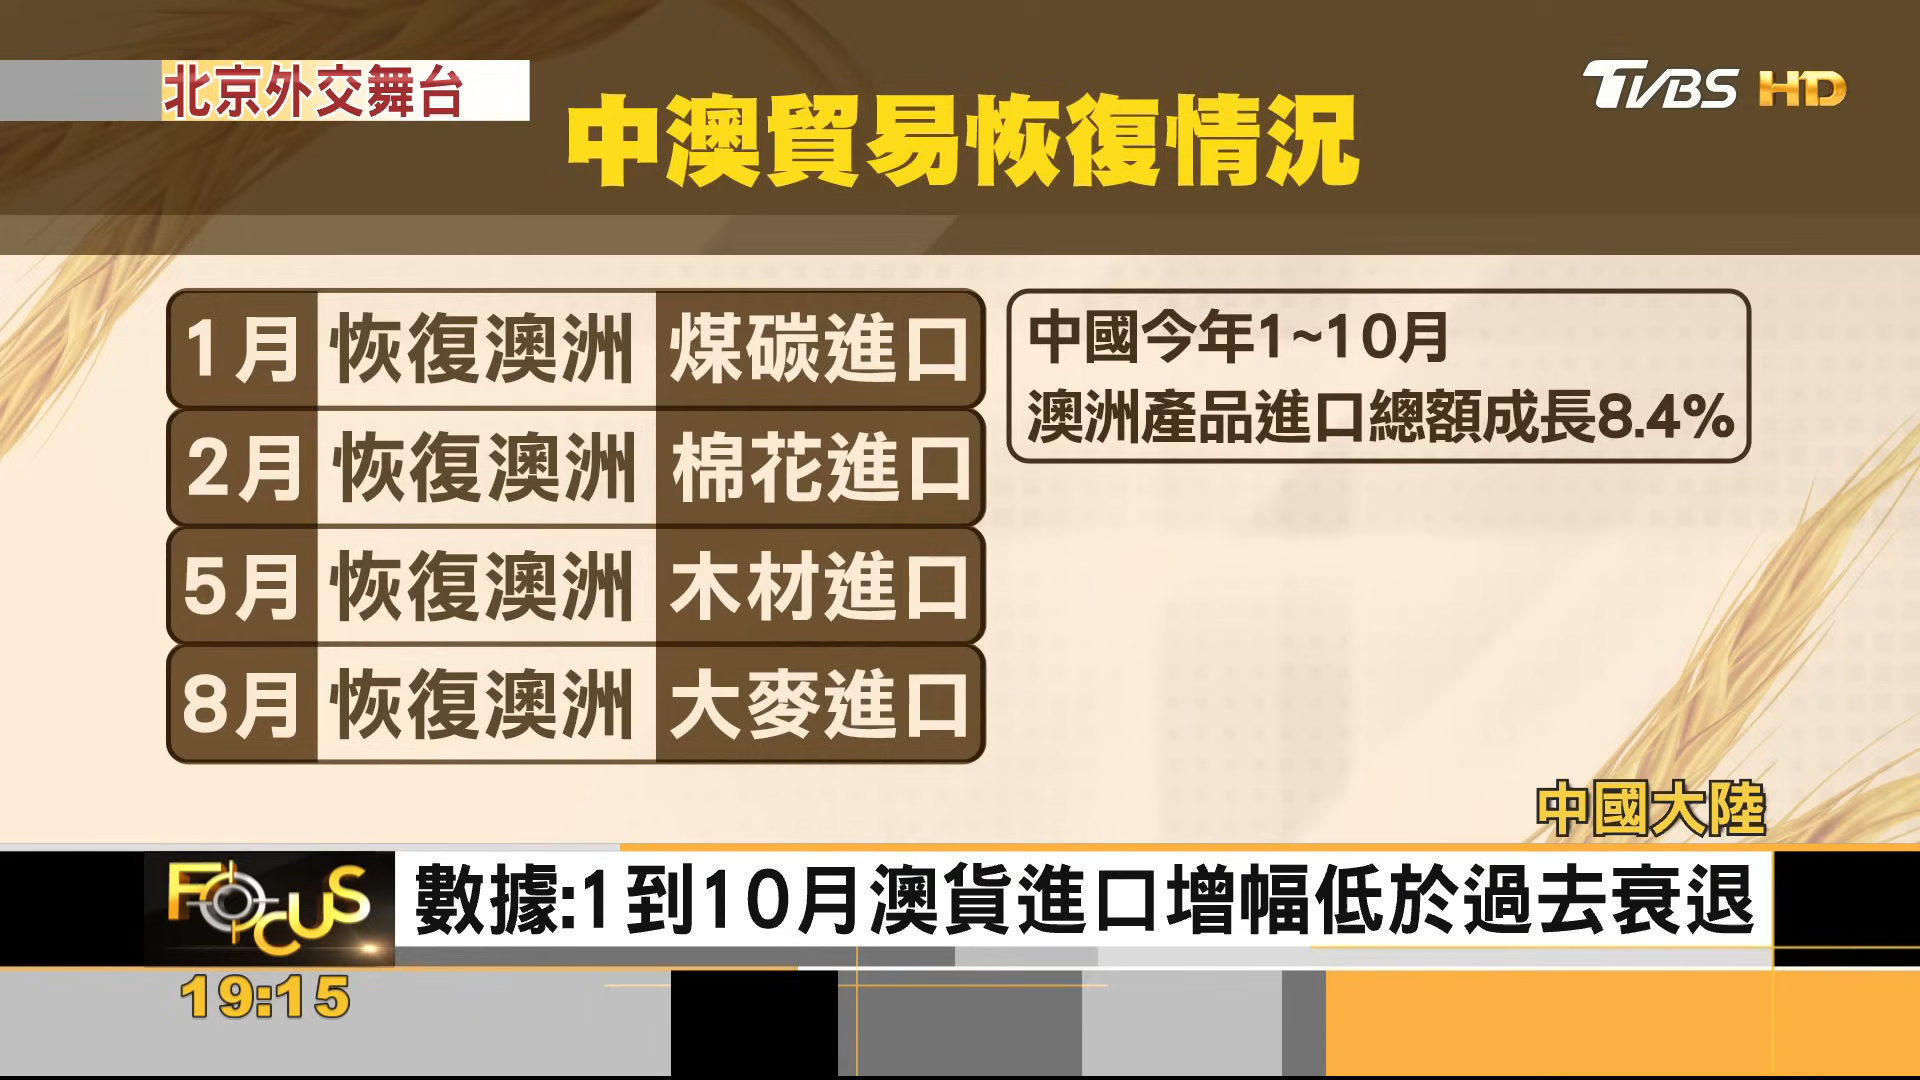 北京外交舞台
TVBS HD
中澳貿易恢復情況
1月 恢復澳洲 煤碳進口
2月 恢復澳洲 棉花進口
5月 恢復澳洲 木材進口
8月 恢復澳洲 大麥進口
中國今年1~10月
澳洲產品進口總額成長8.4%
中國大陸
FOCUS
數據:1到10月澳貨進口增幅低於過去衰退
19:15